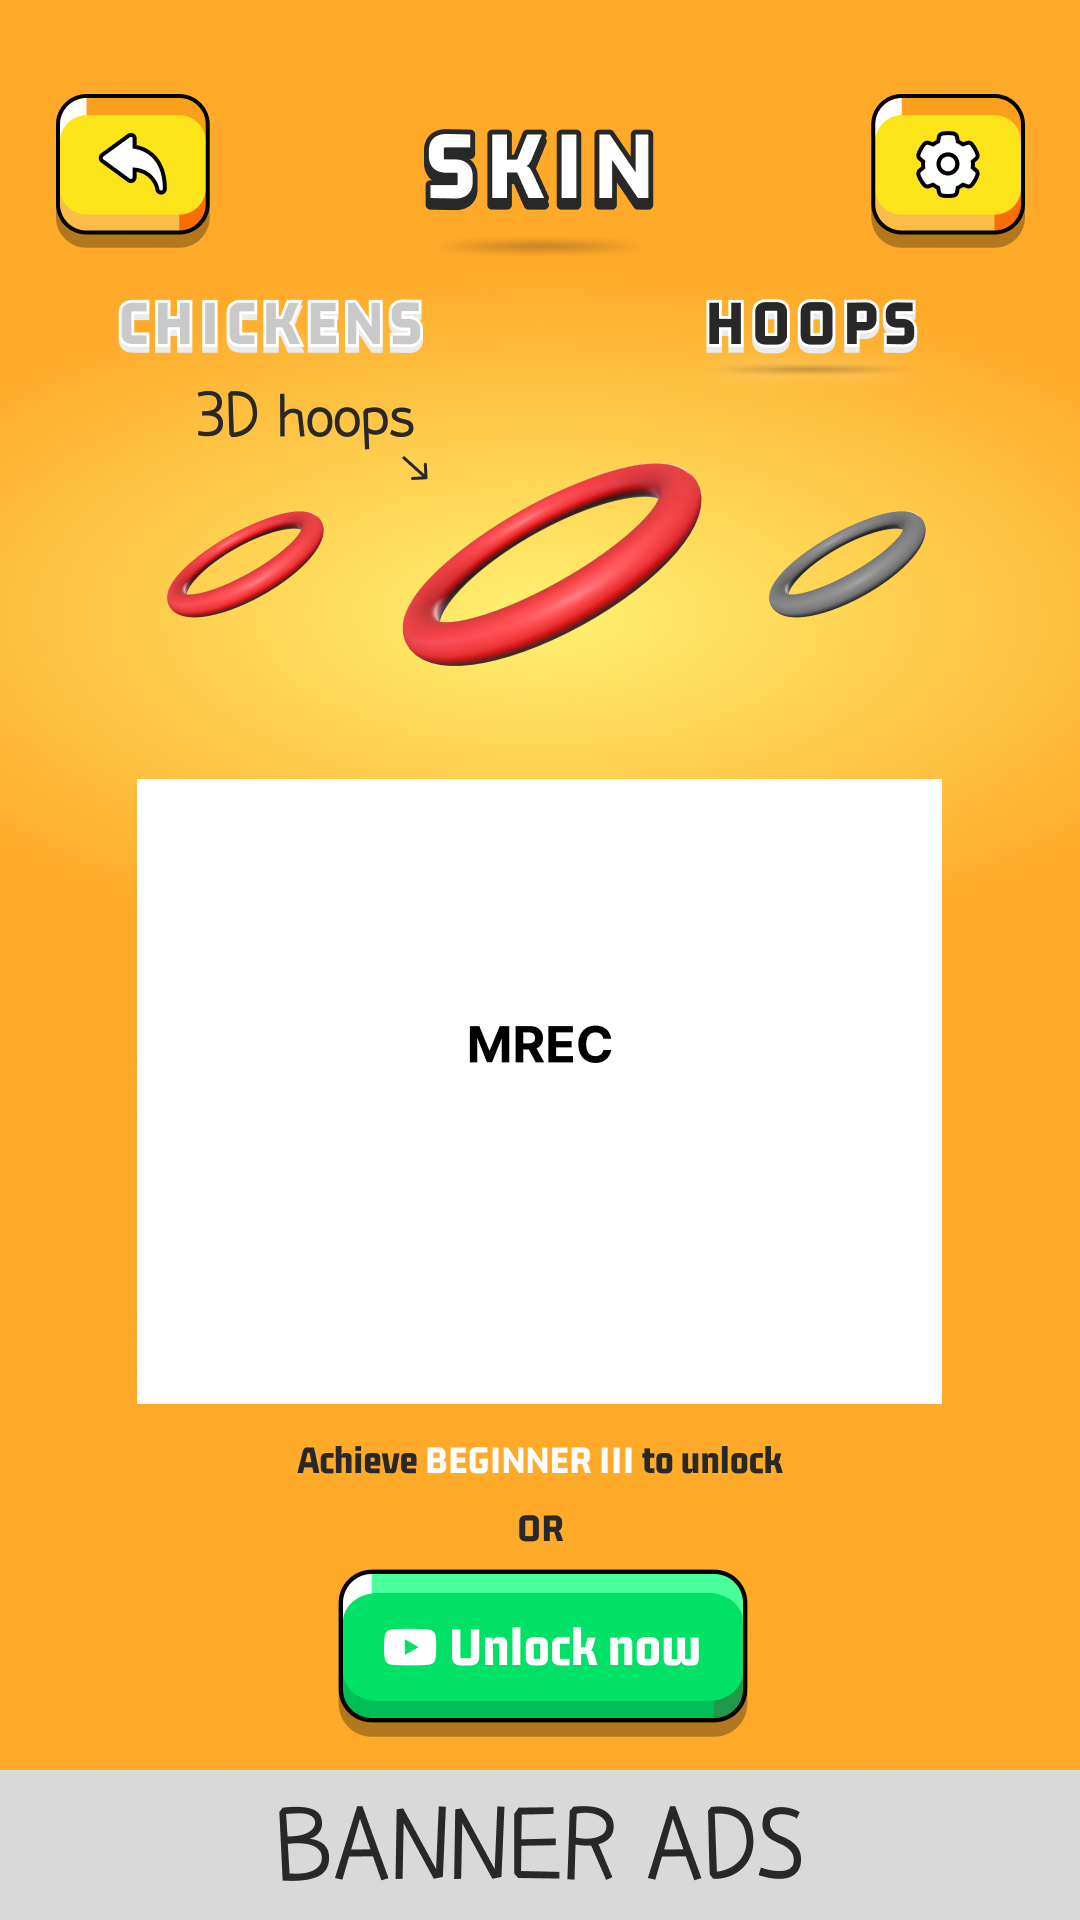 SKIN
CHICKENS
HOOPS
3D hoops
MREC
Achieve BEGINNER III to unlock
OR
Unlock now
BANNER ADS